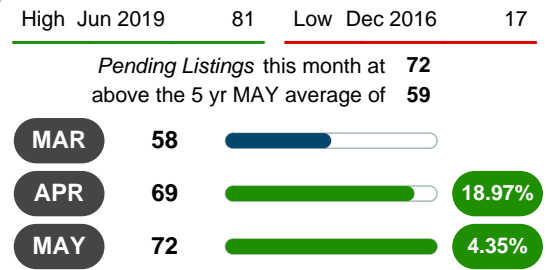 High Jun 2019 81 Low Dec 2016 17
Pending Listings this month at 72
above the 5 yr MAY average of 59
MAR 58
APR 69 18.97%
MAY 72 4.35%